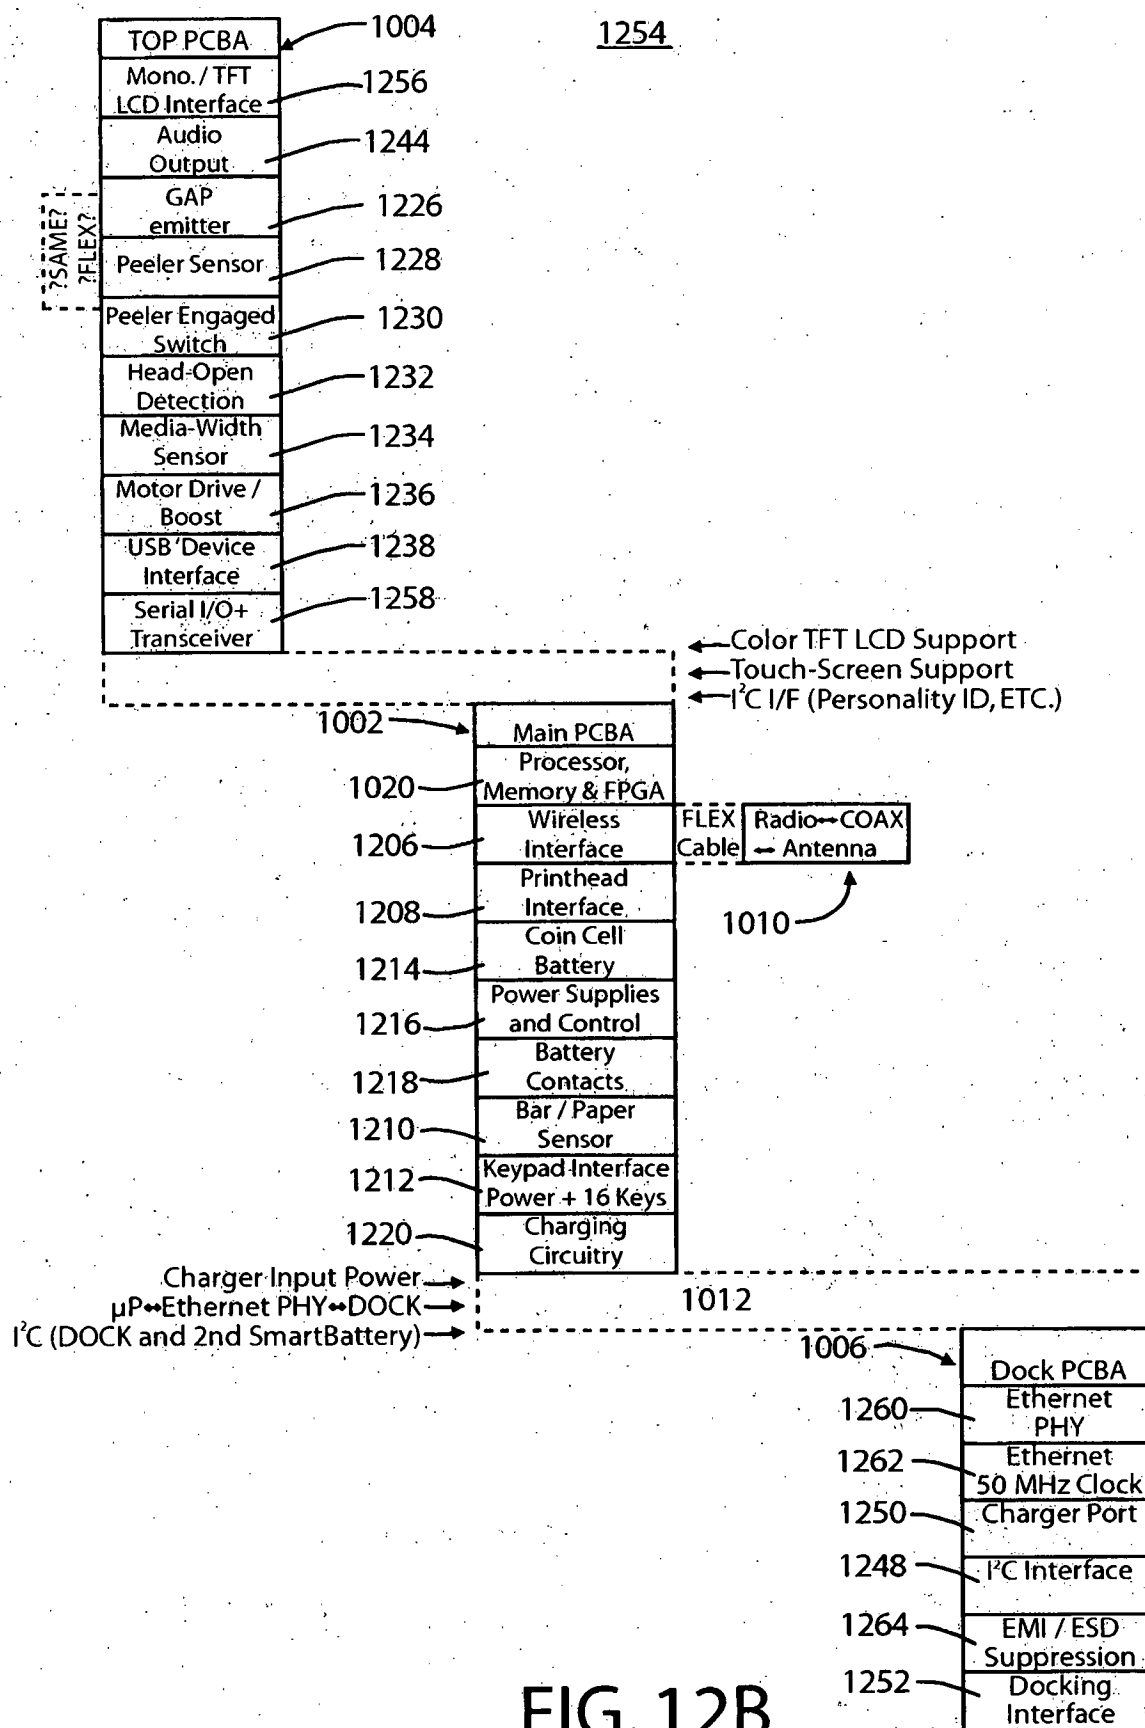 1254
TOP PCBA
1004
Mono. / TFT
LCD Interface
1256
Audio
Output
1244
GAP
emitter
1226
?SAME?
?FLEX?
Peeler Sensor
1228
Peeler Engaged
Switch
1230
Head-Open
Detection
1232
Media-Width
Sensor
1234
Motor Drive /
Boost
1236
USB Device
Interface
1238
Serial I/O+
Transceiver
1258
Color TFT LCD Support
Touch-Screen Support
I²C I/F (Personality ID, ETC.)
1002
Main PCBA
1020
Processor,
Memory & FPGA
1206
Wireless
Interface
FLEX
Cable
Radio↔COAX
↔ Antenna
1010
1208
Printhead
Interface
1214
Coin Cell
Battery
1216
Power Supplies
and Control
1218
Battery
Contacts
1210
Bar / Paper
Sensor
1212
Keypad Interface
Power + 16 Keys
1220
Charging
Circuitry
Charger Input Power
µP↔Ethernet PHY↔DOCK
I²C (DOCK and 2nd SmartBattery)
1012
1006
Dock PCBA
1260
Ethernet
PHY
1262
Ethernet
50 MHz Clock
1250
Charger Port
1248
I²C Interface
1264
EMI / ESD
Suppression
1252
Docking
Interface
FIG. 12B